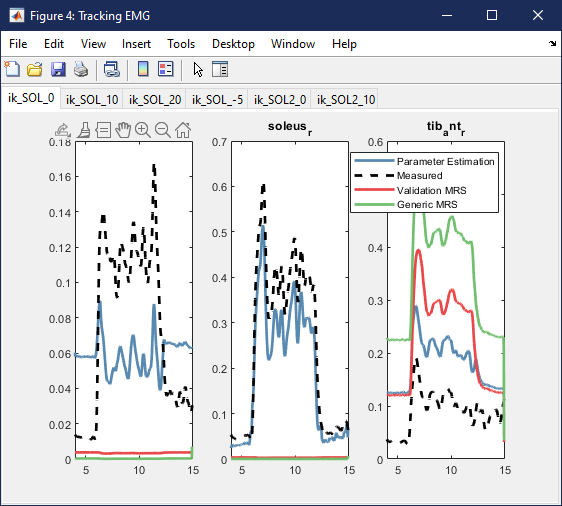 Figure 4: Tracking EMG
File Edit View Insert Tools Desktop Window Help
ik_SOL_0 ik_SOL_10 ik_SOL_20 ik_SOL_-5 ik_SOL2_0 ik_SOL2_10
soleus_r tib_ant_r
0.18 0.7 0.6
Parameter Estimation
Measured
Validation MRS
Generic MRS
0.16
0.6
0.14
0.5
0.12
0.4
0.1
0.4
0.3
0.08
0.3
0.06
0.2
0.2
0.04
0.1
0.1
0.02
0 0 0
5 10 15 5 10 15 5 10 15